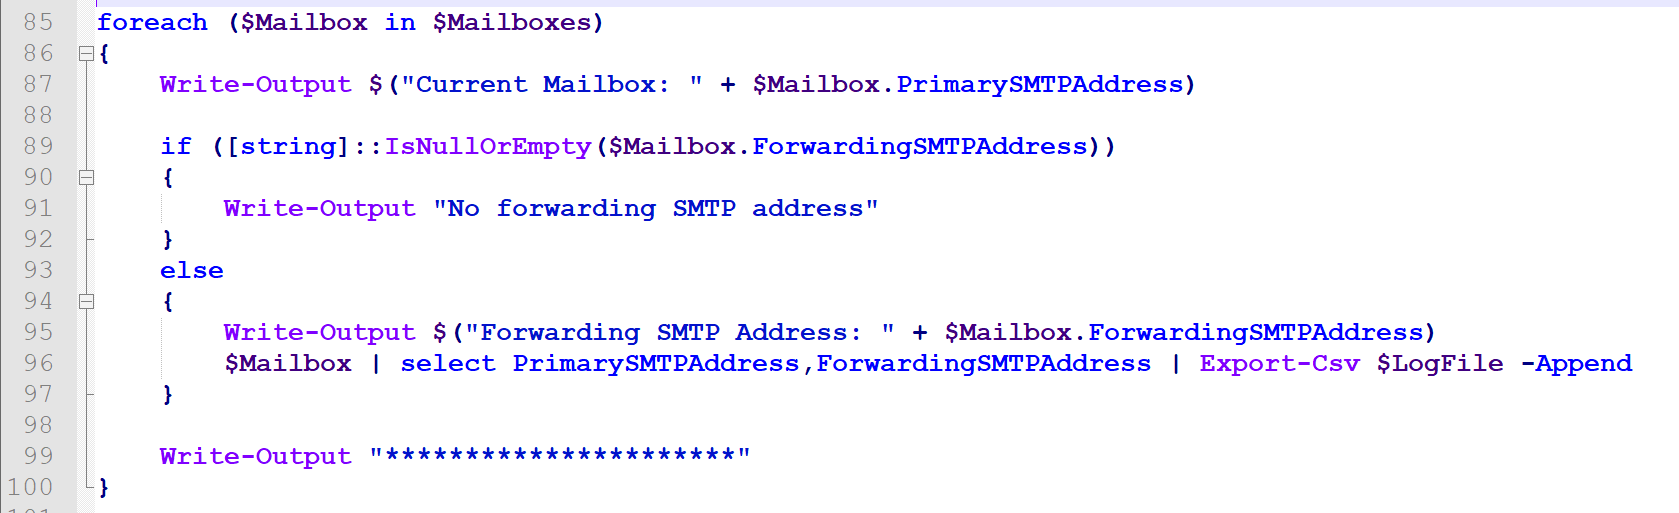 85 foreach ($Mailbox in $Mailboxes)
86 {
87     Write-Output $("Current Mailbox: " + $Mailbox.PrimarySMTPAddress)
88
89     if ([string]::IsNullOrEmpty($Mailbox.ForwardingSMTPAddress))
90     {
91         Write-Output "No forwarding SMTP address"
92     }
93     else
94     {
95         Write-Output $("Forwarding SMTP Address: " + $Mailbox.ForwardingSMTPAddress)
96         $Mailbox | select PrimarySMTPAddress,ForwardingSMTPAddress | Export-Csv $LogFile -Append
97     }
98
99     Write-Output "**********************"
100 }